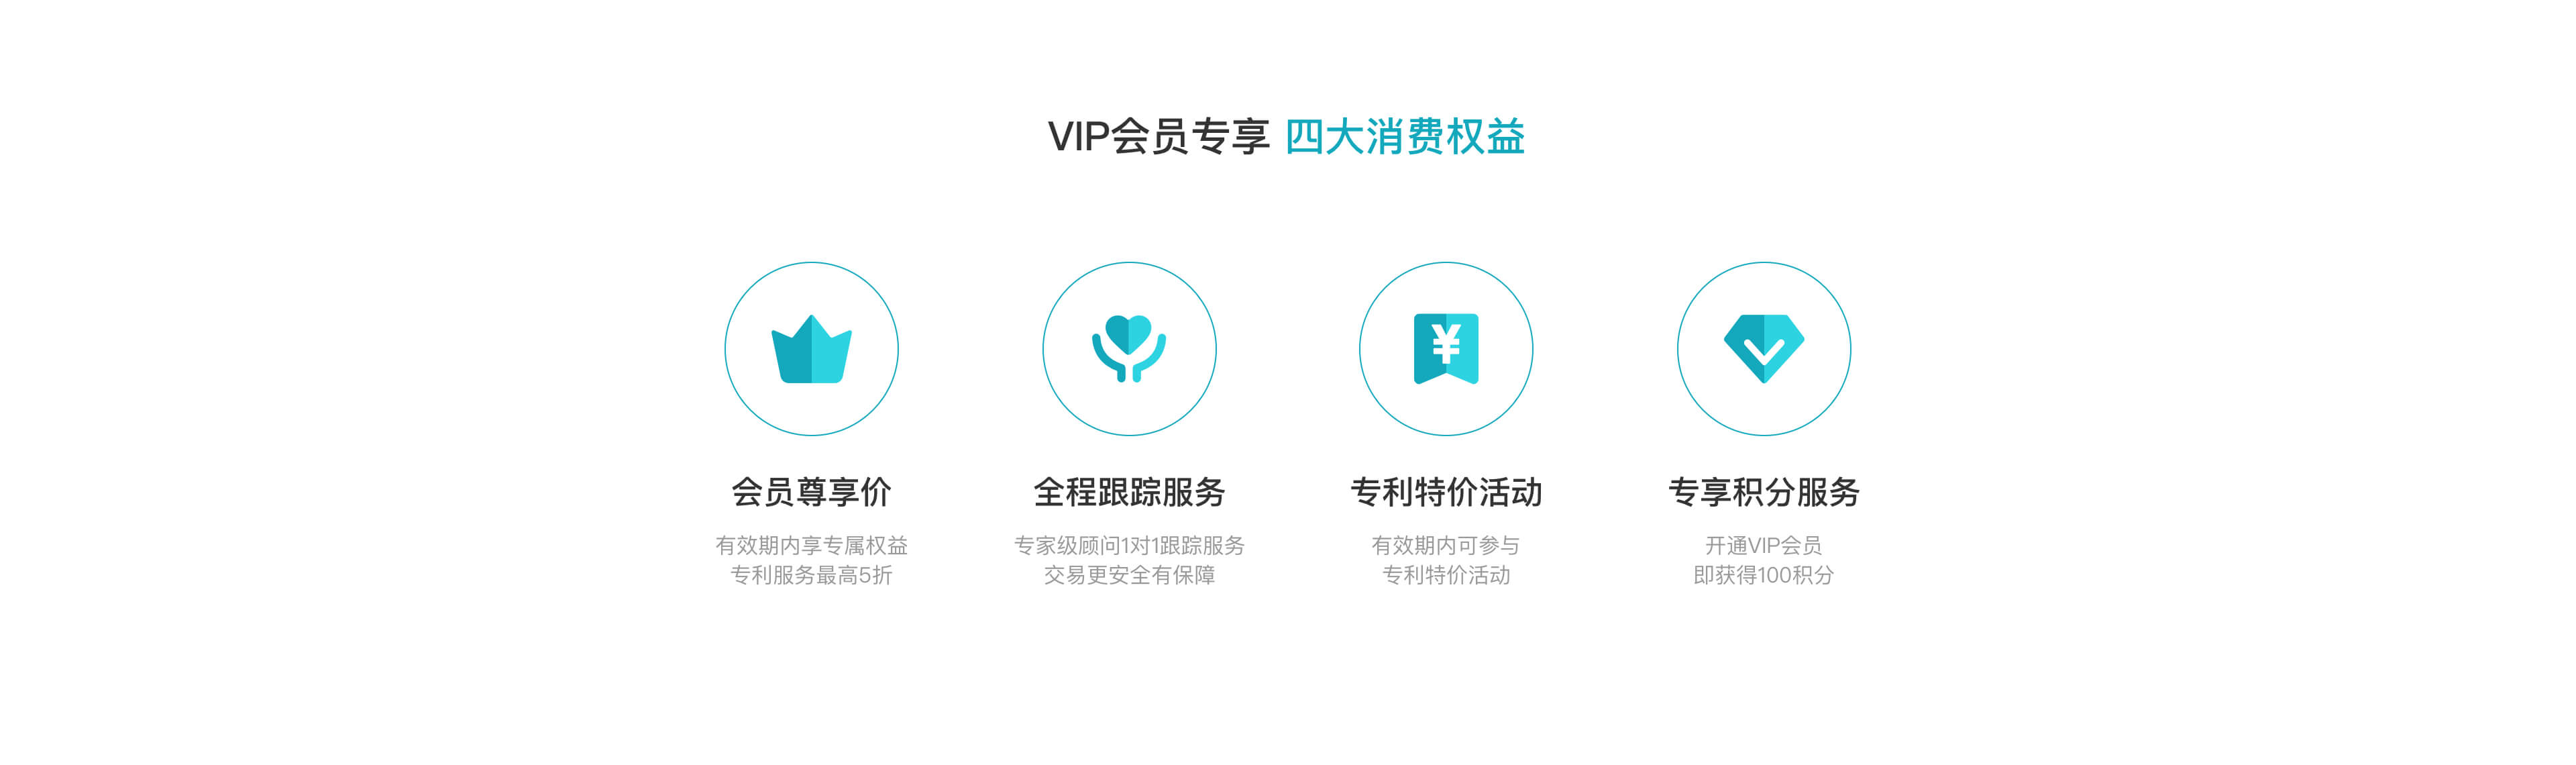 VIP会员专享 四大消费权益
¥
会员尊享价
有效期内享专属权益
专利服务最高5折
全程跟踪服务
专家级顾问1对1跟踪服务
交易更安全有保障
专利特价活动
有效期内可参与
专利特价活动
专享积分服务
开通VIP会员
即获得100积分